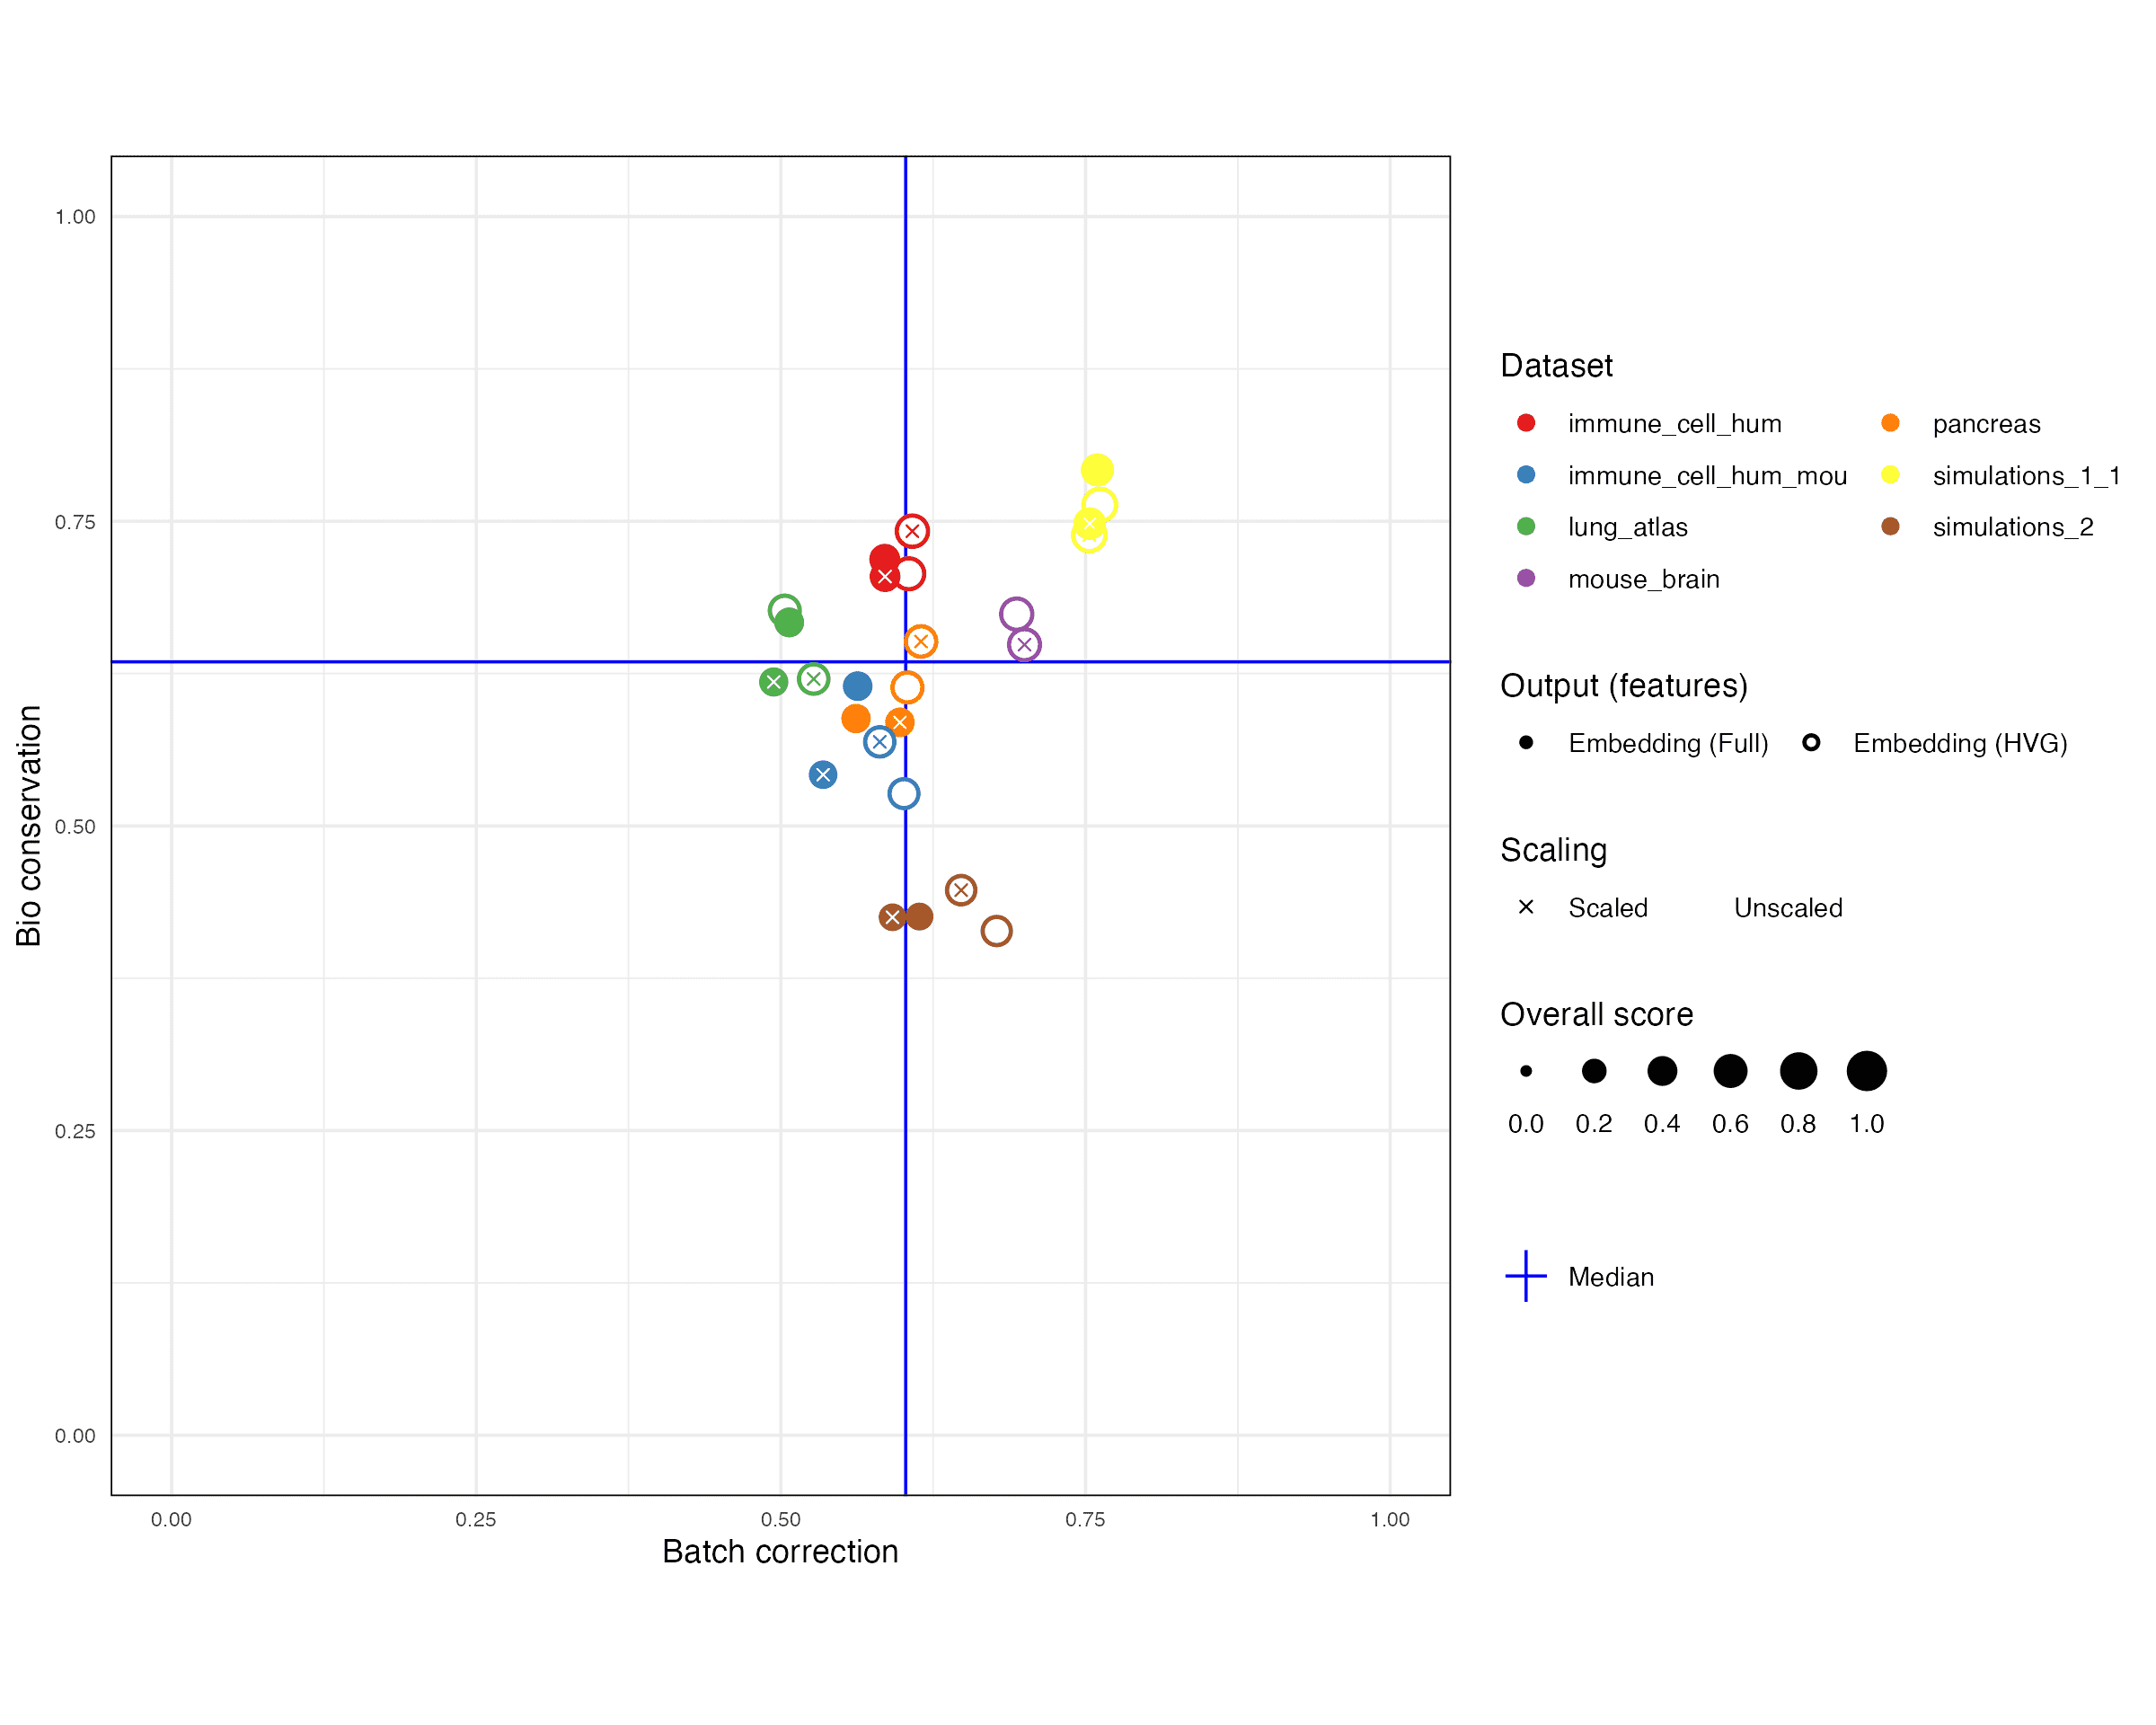 1.00
0.75
0.50
0.25
0.00
Bio conservation
0.00 0.25 0.50 0.75 1.00
Batch correction
Dataset
immune_cell_hum pancreas
immune_cell_hum_mou simulations_1_1
lung_atlas simulations_2
mouse_brain
Output (features)
Embedding (Full) Embedding (HVG)
Scaling
Scaled Unscaled
Overall score
0.0 0.2 0.4 0.6 0.8 1.0
Median